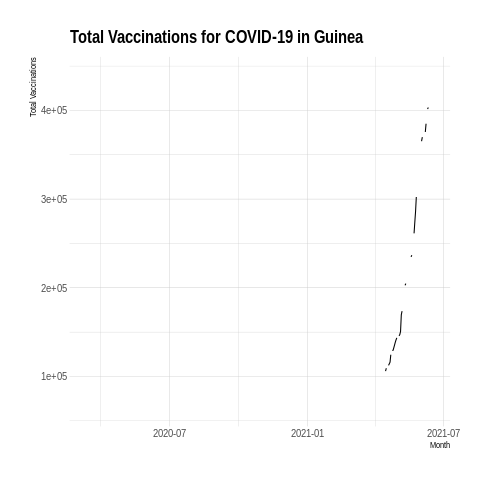 Total Vaccinations for COVID-19 in Guinea
Total Vaccinations
4e+05
3e+05
2e+05
1e+05
2020-07 2021-01 2021-07
Month